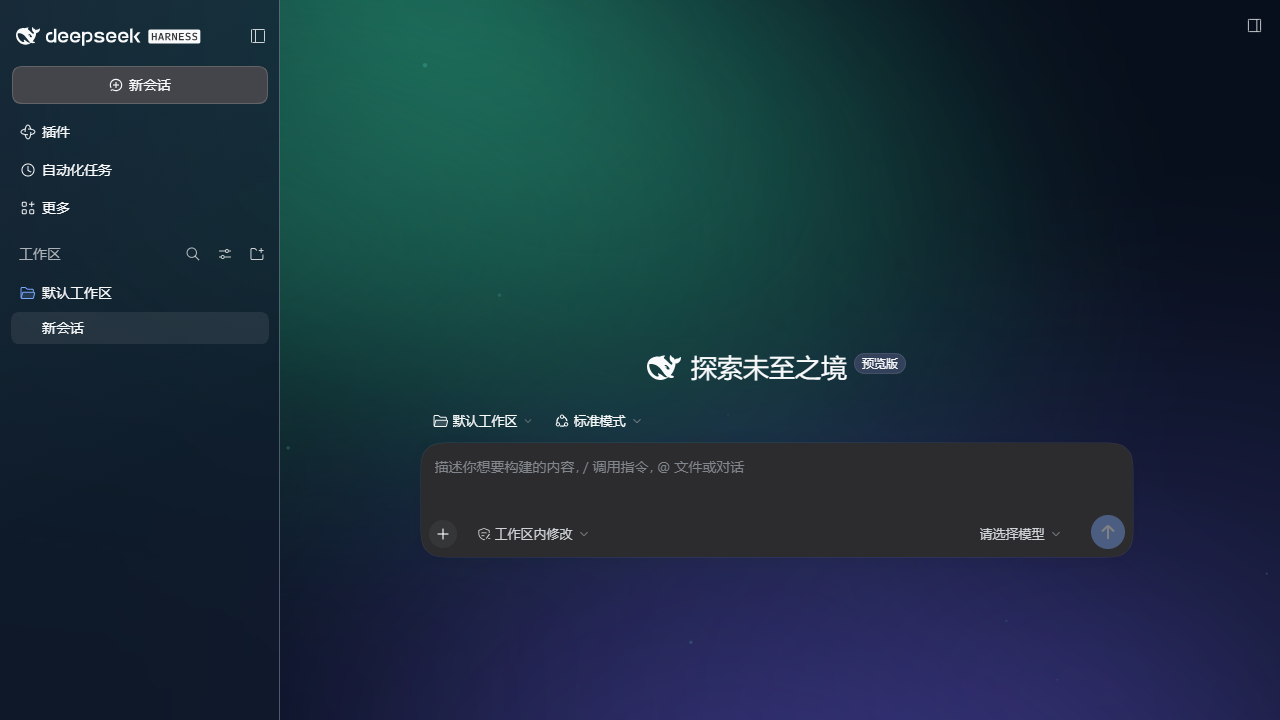 deepseek HARNESS
新会话
插件
自动化任务
更多
工作区
默认工作区
新会话
探索未至之境 预览版
默认工作区 标准模式
描述你想要构建的内容, / 调用指令, @ 文件或对话
工作区内修改 请选择模型